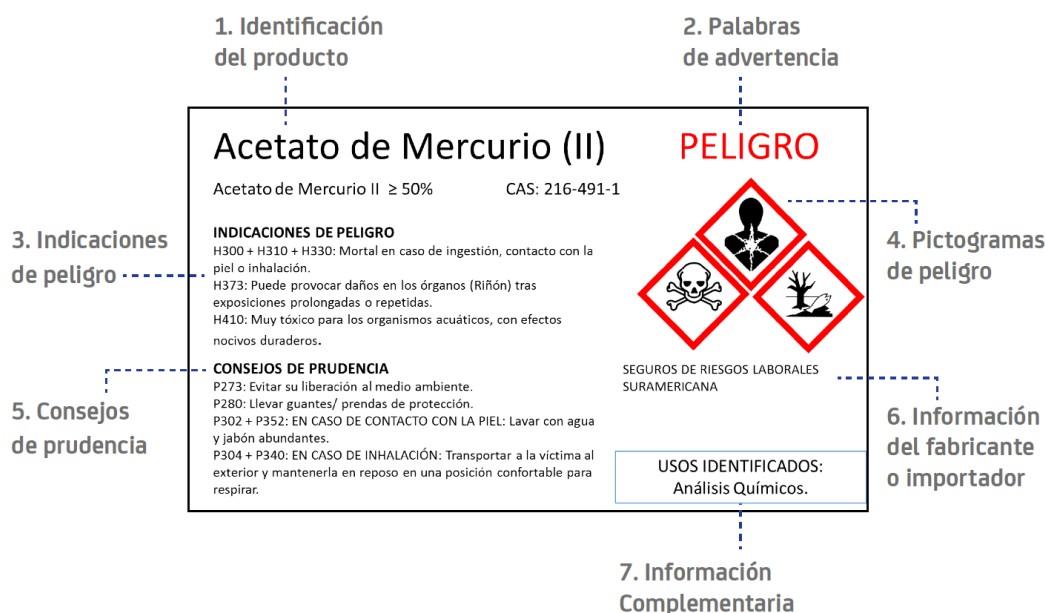 1. Identificación
del producto
2. Palabras
de advertencia
Acetato de Mercurio (II)
PELIGRO
Acetato de Mercurio II ≥ 50%
CAS: 216-491-1
3. Indicaciones
de peligro
INDICACIONES DE PELIGRO
H300 + H310 + H330: Mortal en caso de ingestión, contacto con la
piel o inhalación.
H373: Puede provocar daños en los órganos (Riñón) tras
exposiciones prolongadas o repetidas.
H410: Muy tóxico para los organismos acuáticos, con efectos
nocivos duraderos.
4. Pictogramas
de peligro
5. Consejos
de prudencia
CONSEJOS DE PRUDENCIA
P273: Evitar su liberación al medio ambiente.
P280: Llevar guantes/ prendas de protección.
P302 + P352: EN CASO DE CONTACTO CON LA PIEL: Lavar con agua
y jabón abundantes.
P304 + P340: EN CASO DE INHALACIÓN: Transportar a la víctima al
exterior y mantenerla en reposo en una posición confortable para
respirar.
SEGUROS DE RIESGOS LABORALES
SURAMERICANA
6. Información
del fabricante
o importador
USOS IDENTIFICADOS:
Análisis Químicos.
7. Información
Complementaria